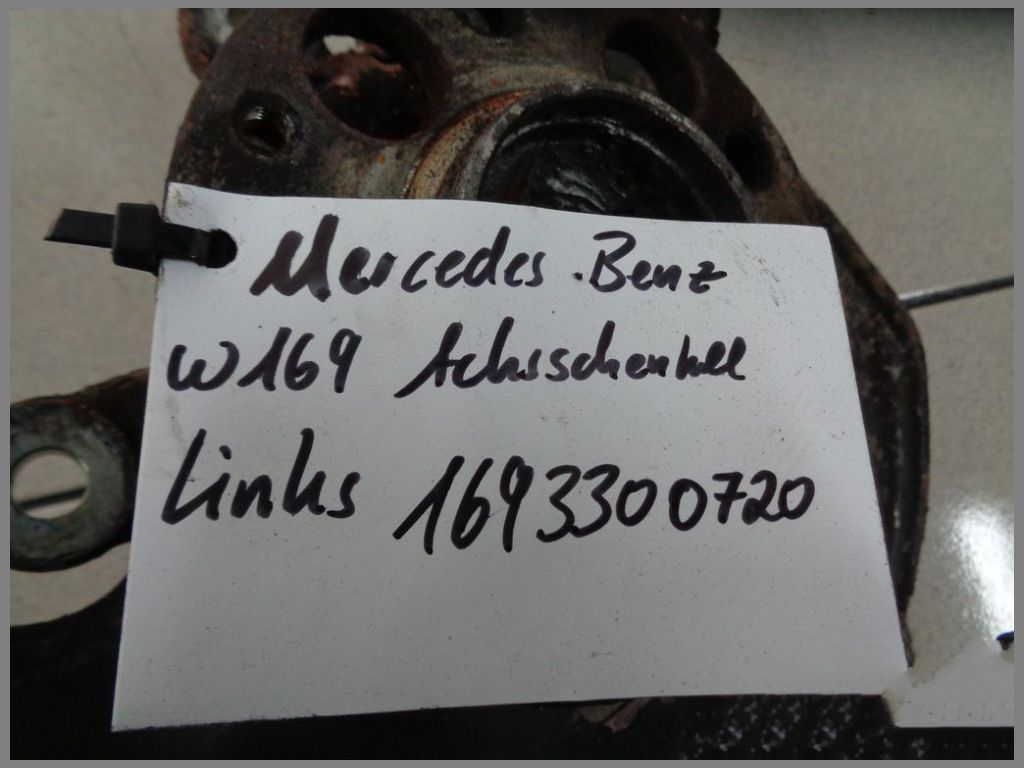 Mercedes-Benz
W169 Achsschenkel
Links 1693300720